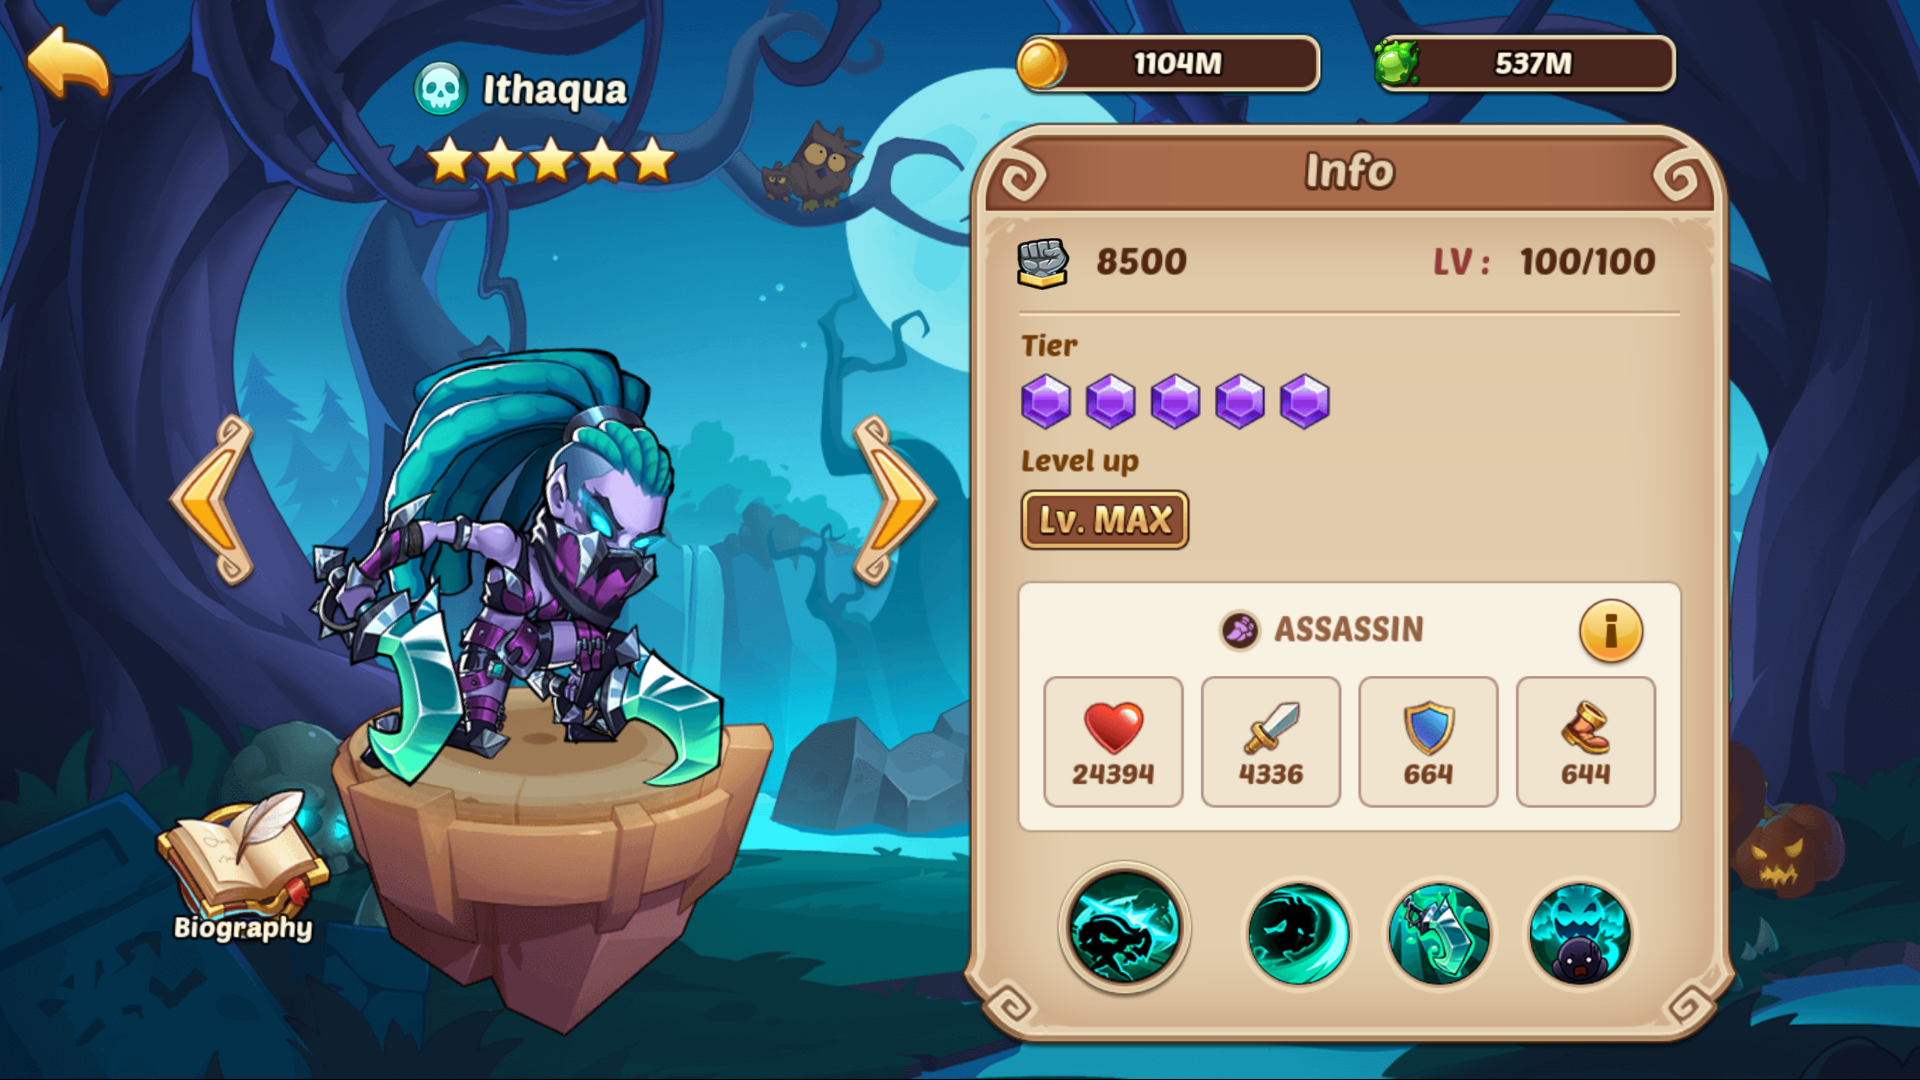 Ithaqua
1104M
537M
Info
8500
LV : 100/100
Tier
Level up
Lv. MAX
ASSASSIN
i
24394
4336
664
644
Biography